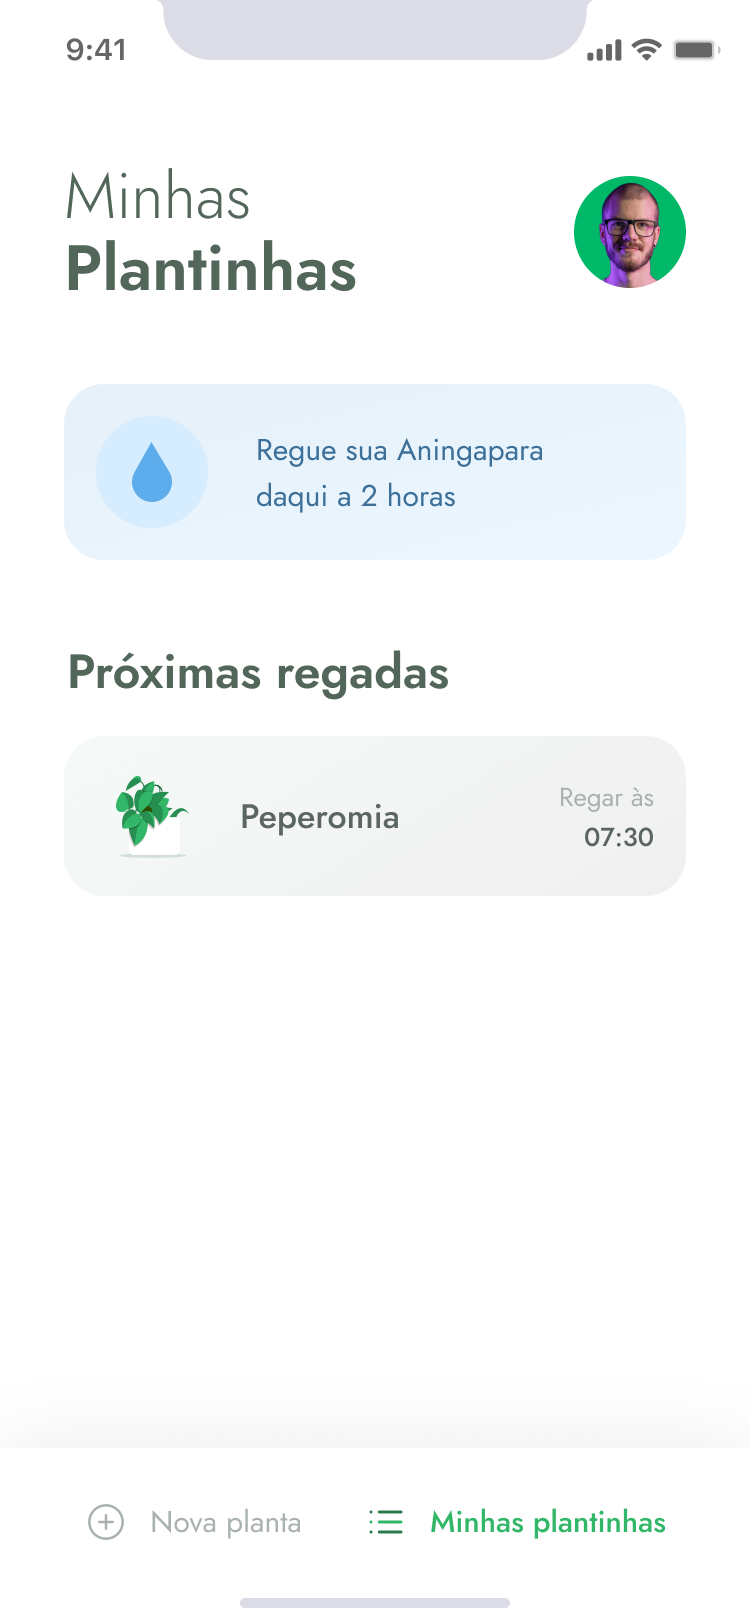 9:41
Minhas
Plantinhas
Regue sua Aningapara
daqui a 2 horas
Próximas regadas
Peperomia
Regar às
07:30
Nova planta
Minhas plantinhas